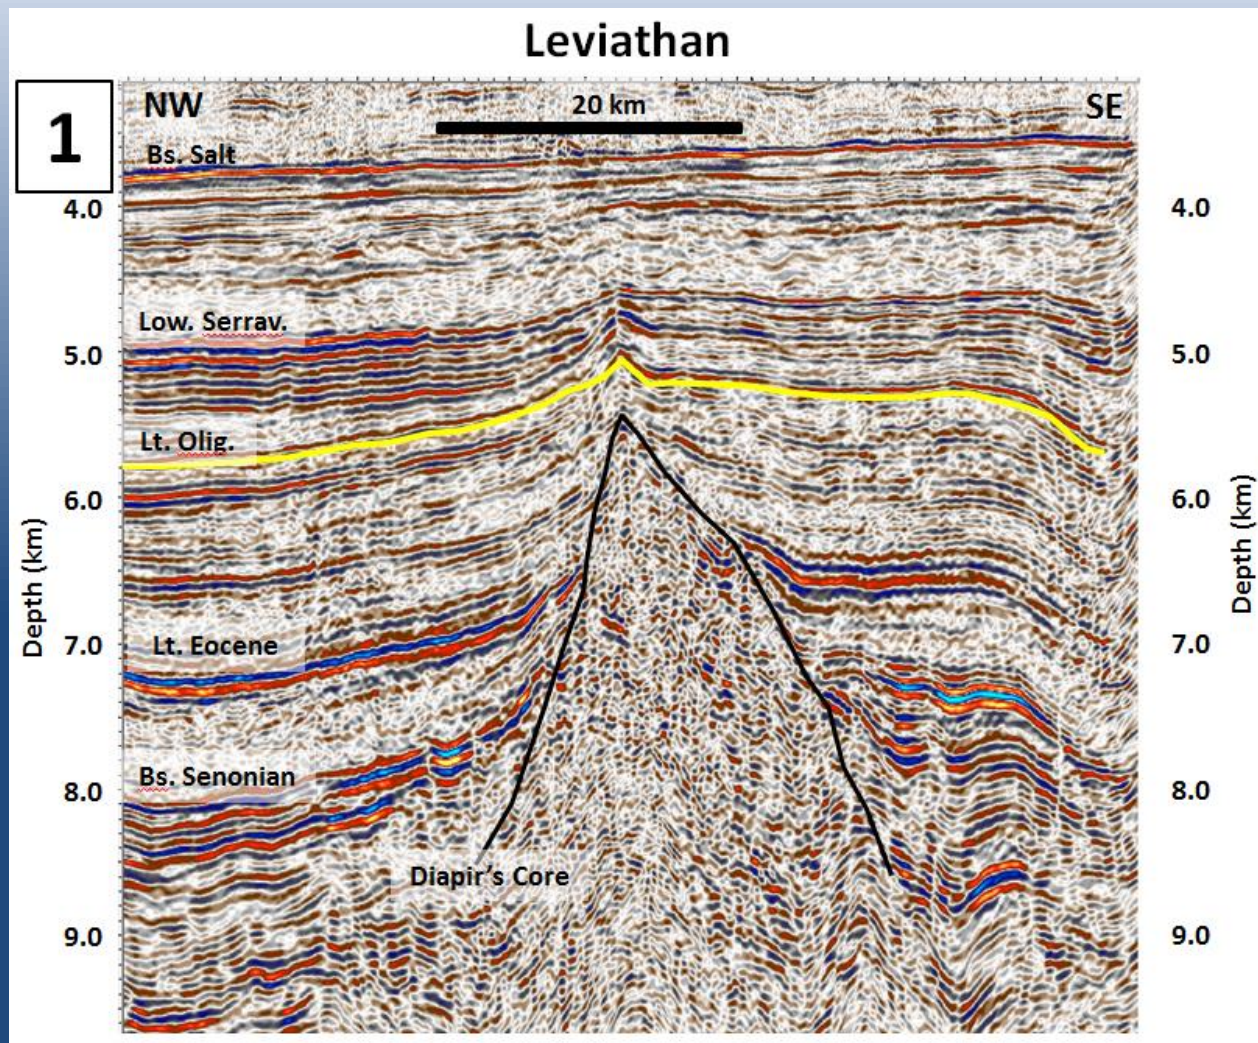 Leviathan
1
NW
20 km
SE
Bs. Salt
4.0
4.0
Low. Serrav.
5.0
5.0
Lt. Olig.
6.0
6.0
Depth (km)
Depth (km)
Lt. Eocene
7.0
7.0
Bs. Senonian
8.0
8.0
Diapir's Core
9.0
9.0